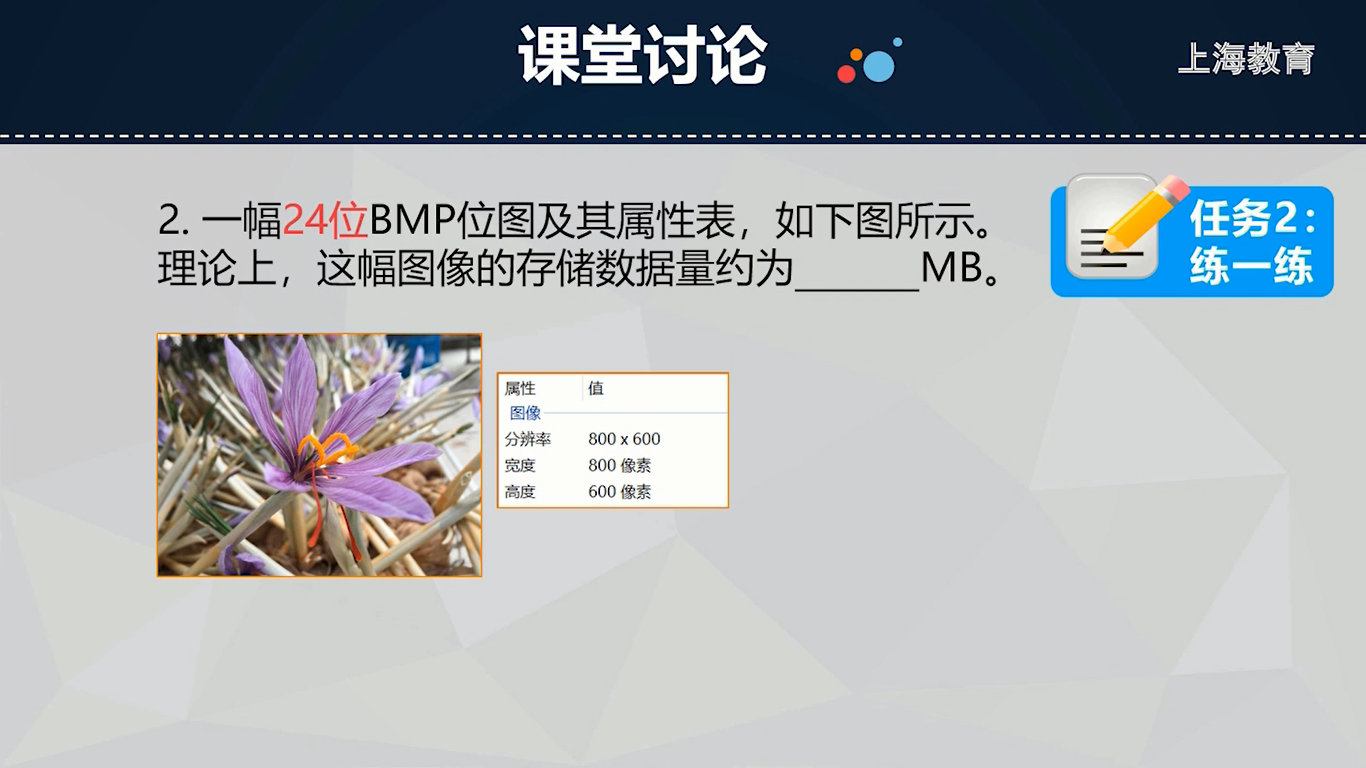 课堂讨论
上海教育
2. 一幅24位BMP位图及其属性表，如下图所示。
理论上，这幅图像的存储数据量约为______MB。
任务2：
练一练
属性 值
图像
分辨率 800 x 600
宽度 800 像素
高度 600 像素